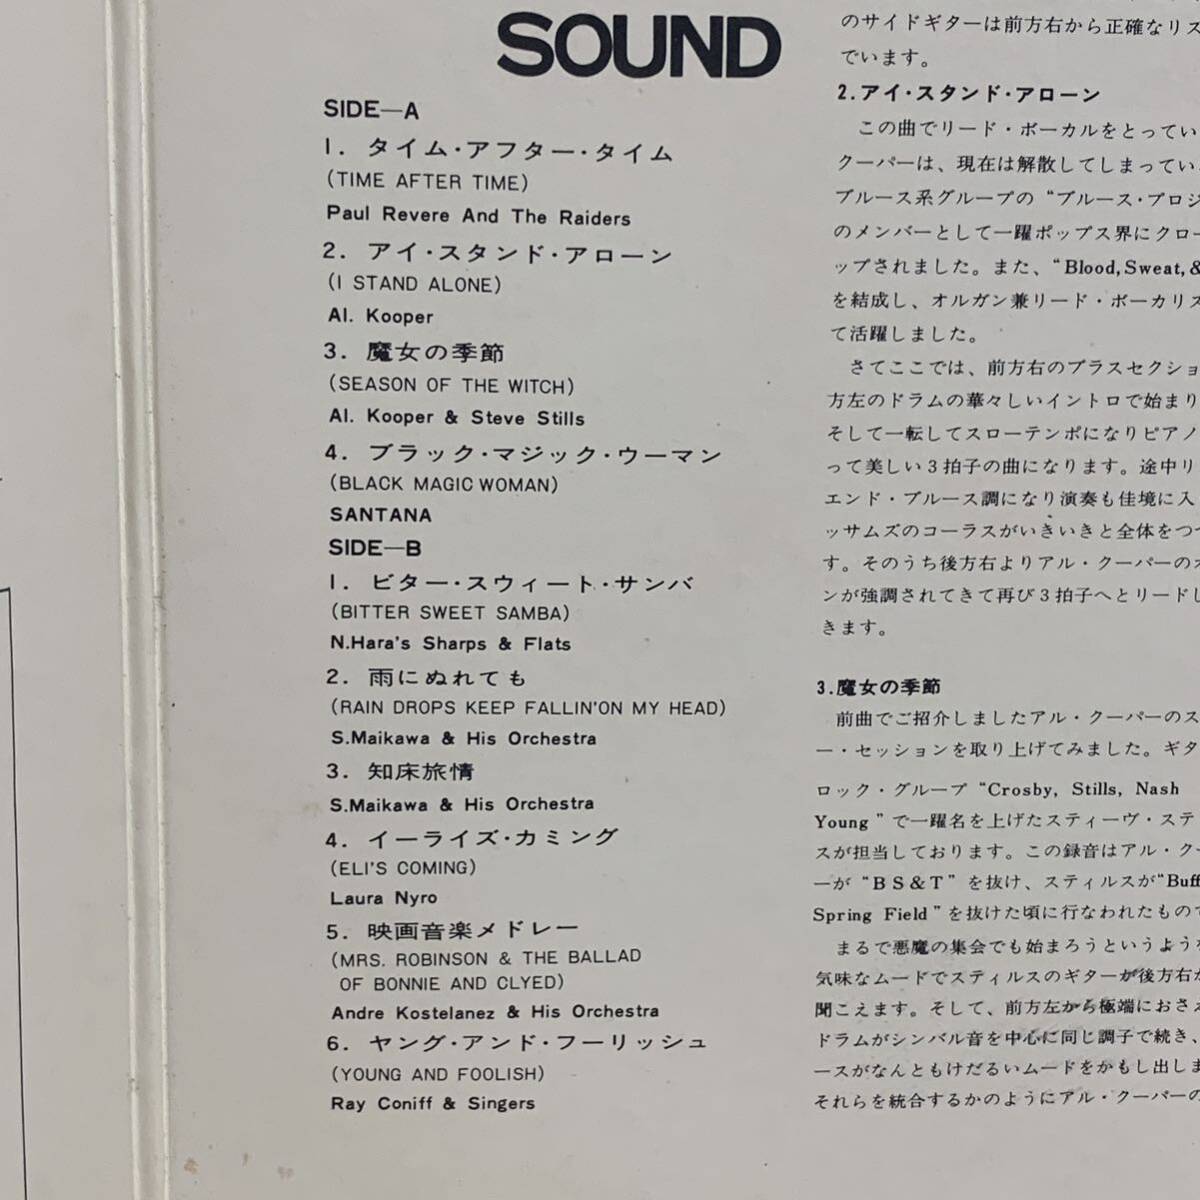 SOUND
SIDE—A
1. タイム・アフター・タイム
(TIME AFTER TIME)
Paul Revere And The Raiders
2. アイ・スタンド・アローン
(I STAND ALONE)
Al. Kooper
3. 魔女の季節
(SEASON OF THE WITCH)
Al. Kooper & Steve Stills
4. ブラック・マジック・ウーマン
(BLACK MAGIC WOMAN)
SANTANA
SIDE—B
1. ビター・スウィート・サンバ
(BITTER SWEET SAMBA)
N.Hara's Sharps & Flats
2. 雨にぬれても
(RAIN DROPS KEEP FALLIN'ON MY HEAD)
S.Maikawa & His Orchestra
3. 知床旅情
S.Maikawa & His Orchestra
4. イーライズ・カミング
(ELI'S COMING)
Laura Nyro
5. 映画音楽メドレー
(MRS. ROBINSON & THE BALLAD
OF BONNIE AND CLYED)
Andre Kostelanez & His Orchestra
6. ヤング・アンド・フーリッシュ
(YOUNG AND FOOLISH)
Ray Coniff & Singers
のサイドギターは前方右から正確なリス
でいます。
2.アイ・スタンド・アローン
この曲でリード・ボーカルをとってい
クーパーは、現在は解散してしまってい
ブルース系グループの“ブルース・プロジ
のメンバーとして一躍ポップス界にクロー
ップされました。また、“Blood,Sweat,&
を結成し、オルガン兼リード・ボーカリス
て活躍しました。
さてここでは、前方右のブラスセクショ
方左のドラムの華々しいイントロで始まり
そして一転してスローテンポになりピアノ
って美しい3拍子の曲になります。途中リ
エンド・ブルース調になり演奏も佳境に入
ッサムズのコーラスがいきいきと全体をつ
す。そのうち後方右よりアル・クーパーのオ
ンが強調されてきて再び3拍子へとリードし
きます。
3.魔女の季節
前曲でご紹介しましたアル・クーパーのス
ー・セッションを取り上げてみました。ギタ
ロック・グループ“Crosby, Stills, Nash
Young”で一躍名を上げたスティーヴ・ステ
スが担当しております。この録音はアル・ク
ーが“BS&T”を抜け、スティルスが“Buff
Spring Field”を抜けた頃に行なわれたもので
まるで悪魔の集会でも始まろうというような
気味なムードでスティルスのギターが後方右か
聞こえます。そして、前方左から極端におさえ
ドラムがシンバル音を中心に同じ調子で続き、
ースがなんともけだるいムードをかもし出しま
それらを統合するかのようにアル・クーパーの